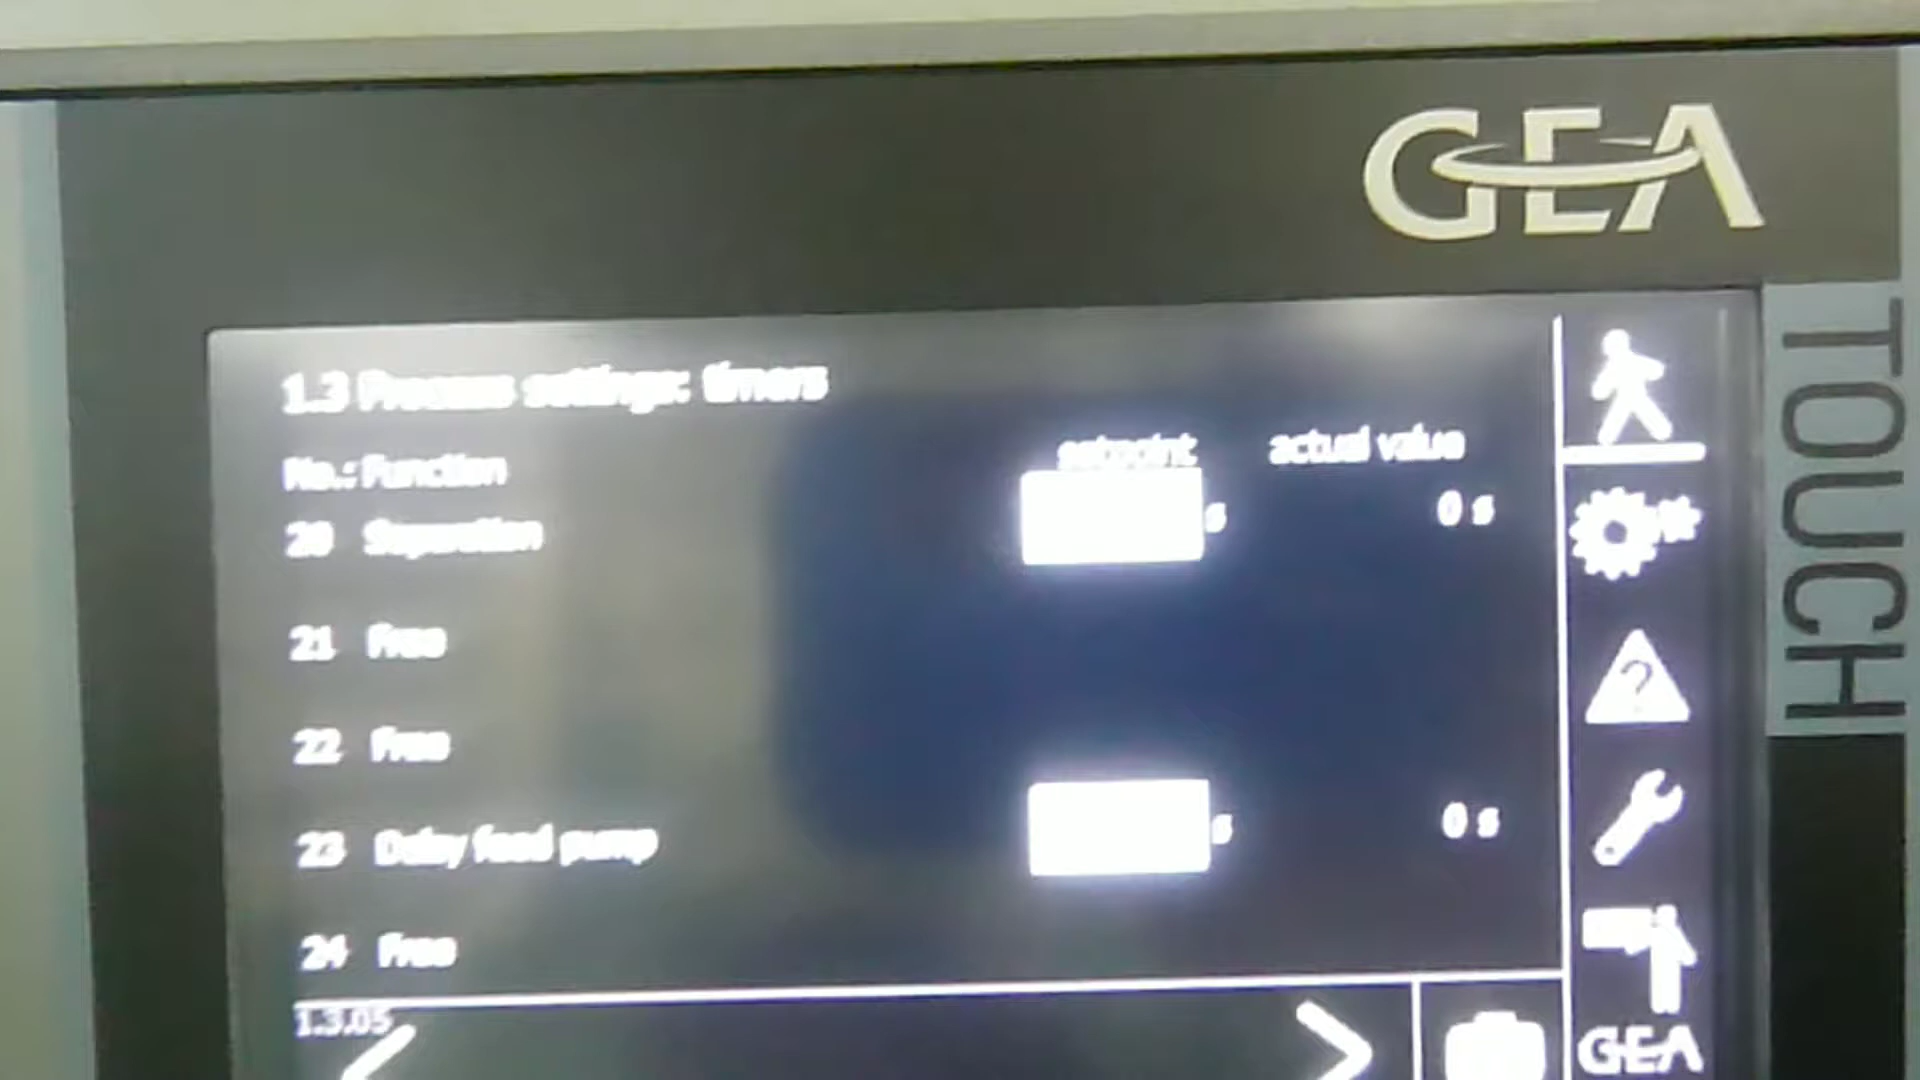 GEA
TOUCH
1.3 Process settings: timers
No.: Function setpoint actual value
20 Separation s 0 s
21 Free
22 Free
23 Delay feed pump s 0 s
24 Free
1.3.05
GEA